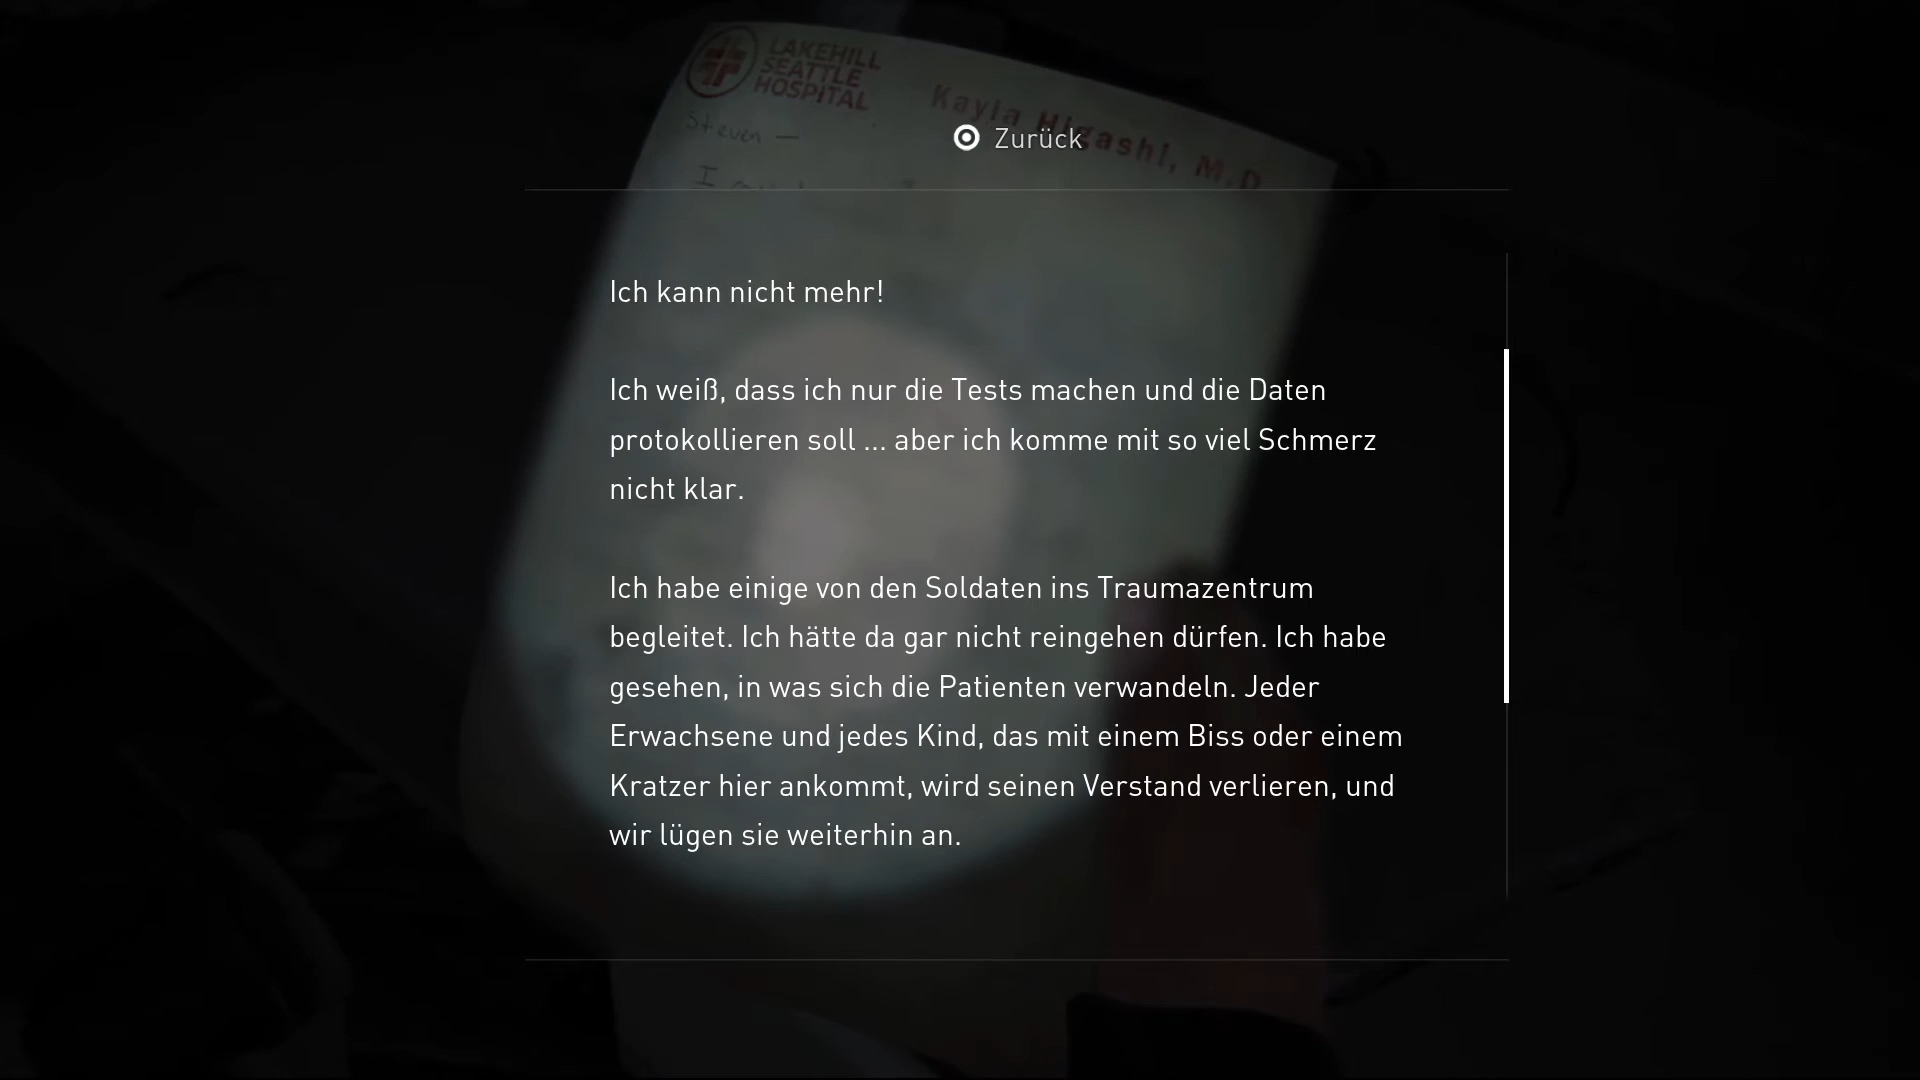 LAKEHILL
SEATTLE
HOSPITAL
Kayla Higashi, M.D.
Steven —
I
Zurück
Ich kann nicht mehr!
Ich weiß, dass ich nur die Tests machen und die Daten
protokollieren soll ... aber ich komme mit so viel Schmerz
nicht klar.
Ich habe einige von den Soldaten ins Traumazentrum
begleitet. Ich hätte da gar nicht reingehen dürfen. Ich habe
gesehen, in was sich die Patienten verwandeln. Jeder
Erwachsene und jedes Kind, das mit einem Biss oder einem
Kratzer hier ankommt, wird seinen Verstand verlieren, und
wir lügen sie weiterhin an.